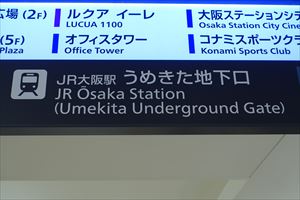 広場 (2F)
Plaza
ルクア イーレ
LUCUA 1100
大阪ステーションシ
Osaka Station City Cine
(5F)
オフィスタワー
Office Tower
コナミスポーツク
Konami Sports Club
JR大阪駅 うめきた地下口
JR Ōsaka Station
(Umekita Underground Gate)